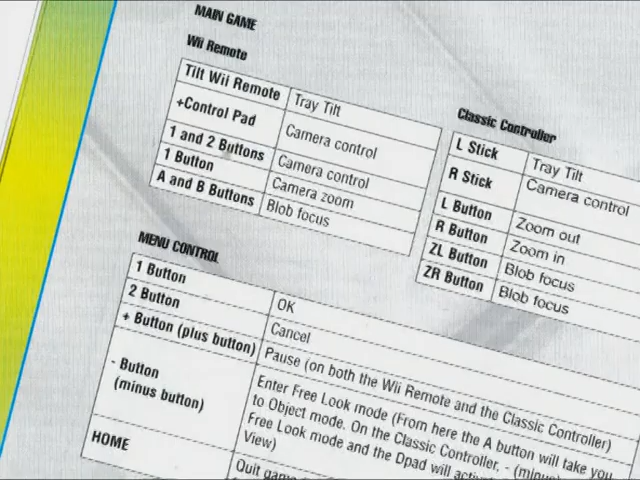 MAIN GAME
Wii Remote
Tilt Wii Remote Tray Tilt
+Control Pad Camera control
1 and 2 Buttons Camera control
1 Button Camera zoom
A and B Buttons Blob focus
Classic Controller
L Stick Tray Tilt
R Stick Camera control
L Button Zoom out
R Button Zoom in
ZL Button Blob focus
ZR Button Blob focus
MENU CONTROL
1 Button OK
2 Button Cancel
+ Button (plus button) Pause (on both the Wii Remote and the Classic Controller)
- Button
(minus button)
Enter Free Look mode (From here the A button will take you
to Object mode. On the Classic Controller, - (minus)
Free Look mode and the Dpad will
View)
HOME Quit game